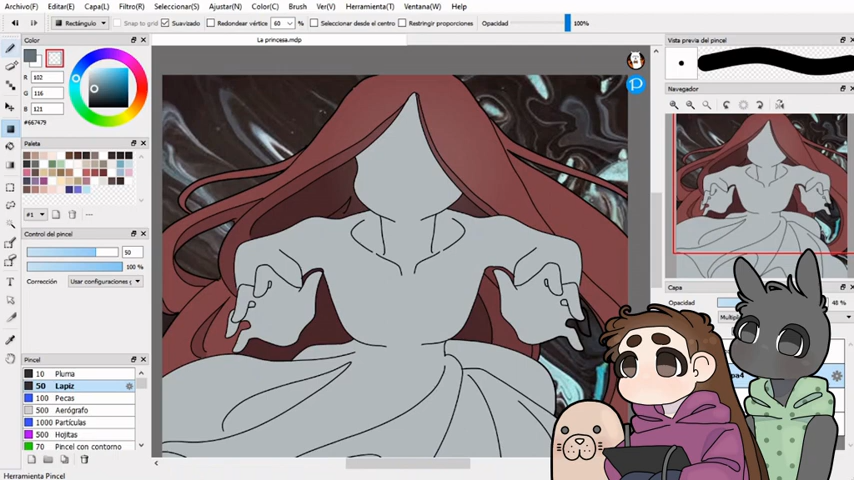 Archivo(F) Editar(E) Capa(L) Filtro(R) Seleccionar(S) Ajustar(N) Color(C) Brush Ver(V) Herramienta(T) Ventana(W) Help
Rectángulo Snap to grid Suavizado Redondear vértice 60 % Seleccionar desde el centro Restringir proporciones Opacidad 100%
Color
La princesa.mdp
Vista previa del pincel
R 102
G 116
B 121
#667479
Navegador
Paleta
#1
Control del pincel
50
100 %
Corrección Usar configuraciones g
Capa
Opacidad 48 %
Multiplic
pa4
Pincel
10 Pluma
50 Lapiz
100 Pecas
500 Aerógrafo
1000 Partículas
500 Hojitas
70 Pincel con contorno
Herramienta Pincel
P